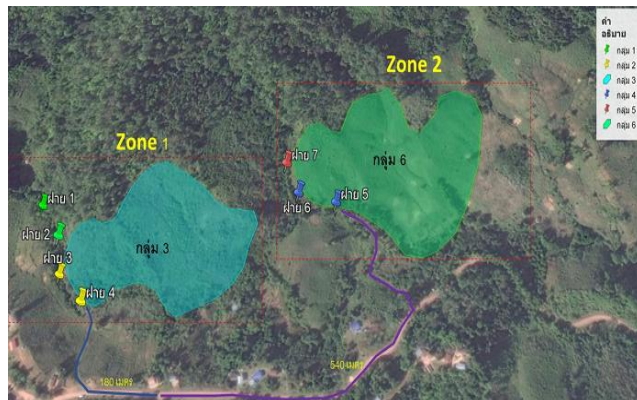 Zone 2
Zone 1
ฝาย 7
กลุ่ม 6
ฝาย 6
ฝาย 5
ฝาย 1
ฝาย 2
กลุ่ม 3
ฝาย 3
ฝาย 4
180 เมตร
540 เมตร
คำ
อธิบาย
กลุ่ม 1
กลุ่ม 2
กลุ่ม 3
กลุ่ม 4
กลุ่ม 5
กลุ่ม 6